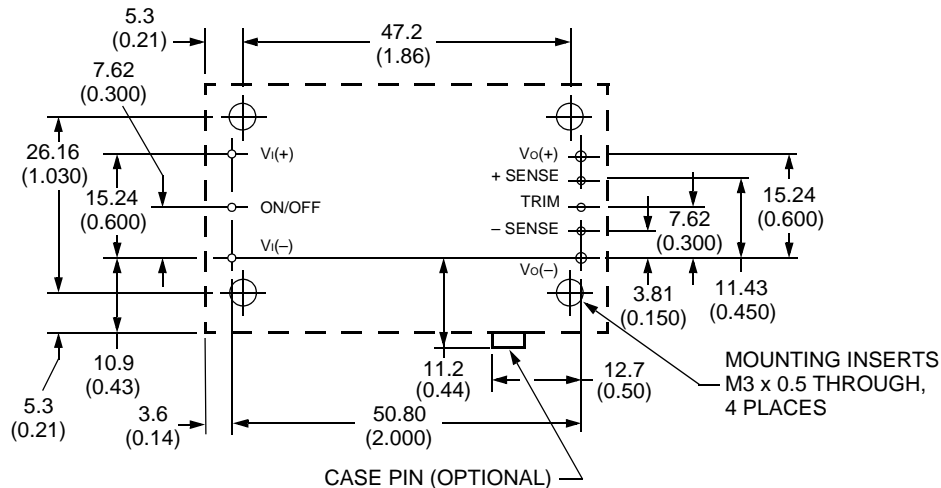 5.3
(0.21)
47.2
(1.86)
7.62
(0.300)
26.16
(1.030)
15.24
(0.600)
VI(+)
ON/OFF
VI(–)
VO(+)
+ SENSE
TRIM
– SENSE
VO(–)
15.24
(0.600)
7.62
(0.300)
3.81
(0.150)
11.43
(0.450)
10.9
(0.43)
5.3
(0.21)
3.6
(0.14)
11.2
(0.44)
12.7
(0.50)
50.80
(2.000)
MOUNTING INSERTS
M3 x 0.5 THROUGH,
4 PLACES
CASE PIN (OPTIONAL)